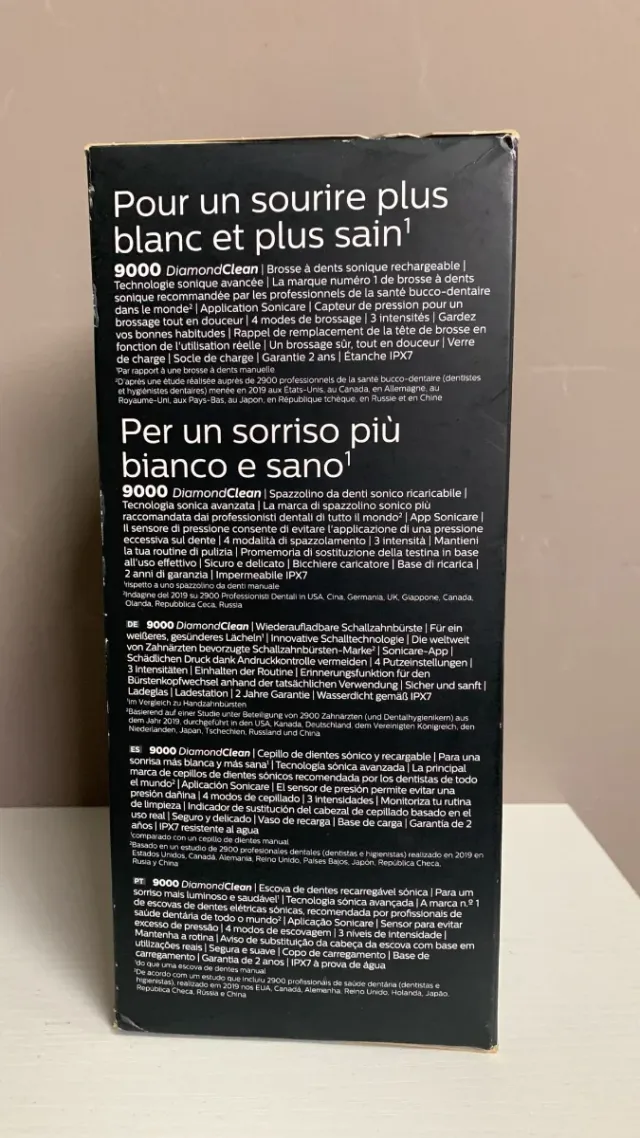 Pour un sourire plus
blanc et plus sain¹
9000 DiamondClean | Brosse à dents sonique rechargeable |
Technologie sonique avancée | La marque numéro 1 de brosse à dents
sonique recommandée par les professionnels de la santé bucco-dentaire
dans le monde² | Application Sonicare | Capteur de pression pour un
brossage tout en douceur | 4 modes de brossage | 3 intensités | Gardez
vos bonnes habitudes | Rappel de remplacement de la tête de brosse en
fonction de l'utilisation réelle | Un brossage sûr, tout en douceur | Verre
de charge | Socle de charge | Garantie 2 ans | Étanche IPX7
¹Par rapport à une brosse à dents manuelle
²D'après une étude réalisée auprès de 2900 professionnels de la santé bucco-dentaire (dentistes
et hygiénistes dentaires) menée en 2019 aux États-Unis, au Canada, en Allemagne, au
Royaume-Uni, aux Pays-Bas, au Japon, en République tchèque, en Russie et en Chine
Per un sorriso più
bianco e sano¹
9000 DiamondClean | Spazzolino da denti sonico ricaricabile |
Tecnologia sonica avanzata | La marca di spazzolino sonico più
raccomandata dai professionisti dentali di tutto il mondo² | App Sonicare |
Il sensore di pressione consente di evitare l'applicazione di una pressione
eccessiva sul dente | 4 modalità di spazzolamento | 3 intensità | Mantieni
la tua routine di pulizia | Promemoria di sostituzione della testina in base
all'uso effettivo | Sicuro e delicato | Bicchiere caricatore | Base di ricarica |
2 anni di garanzia | Impermeabile IPX7
¹rispetto a uno spazzolino da denti manuale
²Indagine del 2019 su 2900 Professionisti Dentali in USA, Cina, Germania, UK, Giappone, Canada,
Olanda, Repubblica Ceca, Russia
DE 9000 DiamondClean | Wiederaufladbare Schallzahnbürste | Für ein
weißeres, gesünderes Lächeln¹ | Innovative Schalltechnologie | Die weltweit
von Zahnärzten bevorzugte Schallzahnbürsten-Marke² | Sonicare-App |
Schädlichen Druck dank Andruckkontrolle vermeiden | 4 Putzeinstellungen |
3 Intensitäten | Einhalten der Routine | Erinnerungsfunktion für den
Bürstenkopfwechsel anhand der tatsächlichen Verwendung | Sicher und sanft |
Ladeglas | Ladestation | 2 Jahre Garantie | Wasserdicht gemäß IPX7
¹im Vergleich zu Handzahnbürsten
²Basierend auf einer Studie unter Beteiligung von 2900 Zahnärzten (und Dentalhygienikern) aus
dem Jahr 2019, durchgeführt in den USA, Kanada, Deutschland, dem Vereinigten Königreich, den
Niederlanden, Japan, Tschechien, Russland und China
ES 9000 DiamondClean | Cepillo de dientes sónico y recargable | Para una
sonrisa más blanca y más sana¹ | Tecnología sónica avanzada | La principal
marca de cepillos de dientes sónicos recomendada por los dentistas de todo
el mundo² | Aplicación Sonicare | El sensor de presión permite evitar una
presión dañina | 4 modos de cepillado | 3 intensidades | Monitoriza tu rutina
de limpieza | Indicador de sustitución del cabezal de cepillado basado en el
uso real | Seguro y delicado | Vaso de recarga | Base de carga | Garantía de 2
años | IPX7 resistente al agua
¹comparado con un cepillo de dientes manual
²Basado en un estudio de 2900 profesionales dentales (dentistas e higienistas) realizado en 2019 en
Estados Unidos, Canadá, Alemania, Reino Unido, Países Bajos, Japón, República Checa,
Rusia y China
PT 9000 DiamondClean | Escova de dentes recarregável sónica | Para um
sorriso mais luminoso e saudável¹ | Tecnologia sónica avançada | A marca n.º 1
de escovas de dentes elétricas sónicas, recomendada por profissionais de
saúde dentária de todo o mundo² | Aplicação Sonicare | Sensor para evitar
excesso de pressão | 4 modos de escovagem | 3 níveis de intensidade |
Mantenha a rotina | Aviso de substituição da cabeça da escova com base em
utilizações reais | Segura e suave | Copo de carregamento | Base de
carregamento | Garantia de 2 anos | IPX7 à prova de água
¹do que uma escova de dentes manual
²De acordo com um estudo que incluiu 2900 profissionais de saúde dentária (dentistas e
higienistas), realizado em 2019 nos EUA, Canadá, Alemanha, Reino Unido, Holanda, Japão,
República Checa, Rússia e China